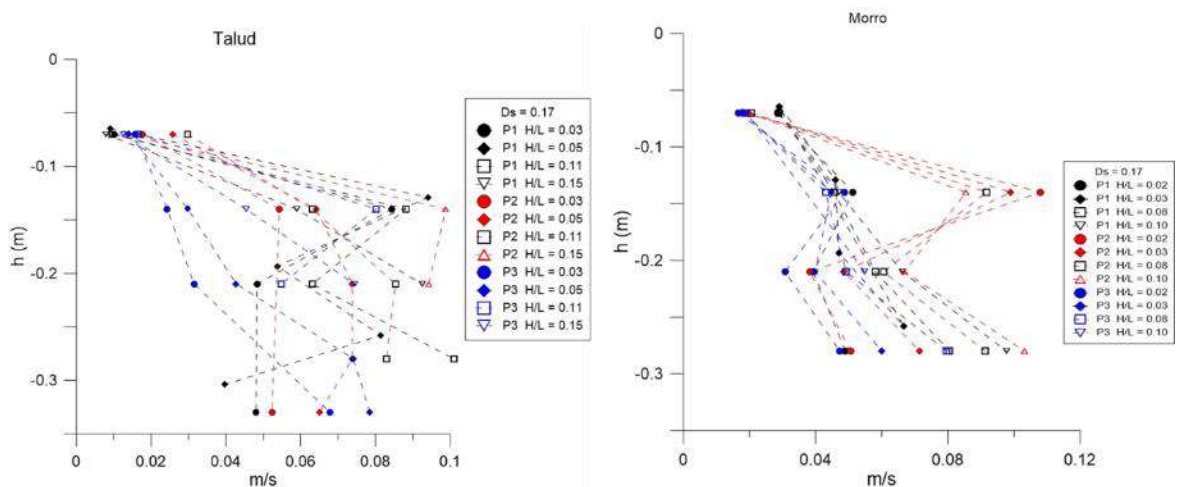 Talud
0
-0.1
-0.2
-0.3
h (m)
0
0.02
0.04
0.06
0.08
0.1
m/s
Ds = 0.17
P1 H/L = 0.03
P1 H/L = 0.05
P1 H/L = 0.11
P1 H/L = 0.15
P2 H/L = 0.03
P2 H/L = 0.05
P2 H/L = 0.11
P2 H/L = 0.15
P3 H/L = 0.03
P3 H/L = 0.05
P3 H/L = 0.11
P3 H/L = 0.15
Morro
0
-0.1
-0.2
-0.3
h (m)
0
0.04
0.08
0.12
m/s
Ds = 0.17
P1 H/L = 0.02
P1 H/L = 0.03
P1 H/L = 0.08
P1 H/L = 0.10
P2 H/L = 0.02
P2 H/L = 0.03
P2 H/L = 0.08
P2 H/L = 0.10
P3 H/L = 0.02
P3 H/L = 0.03
P3 H/L = 0.08
P3 H/L = 0.10